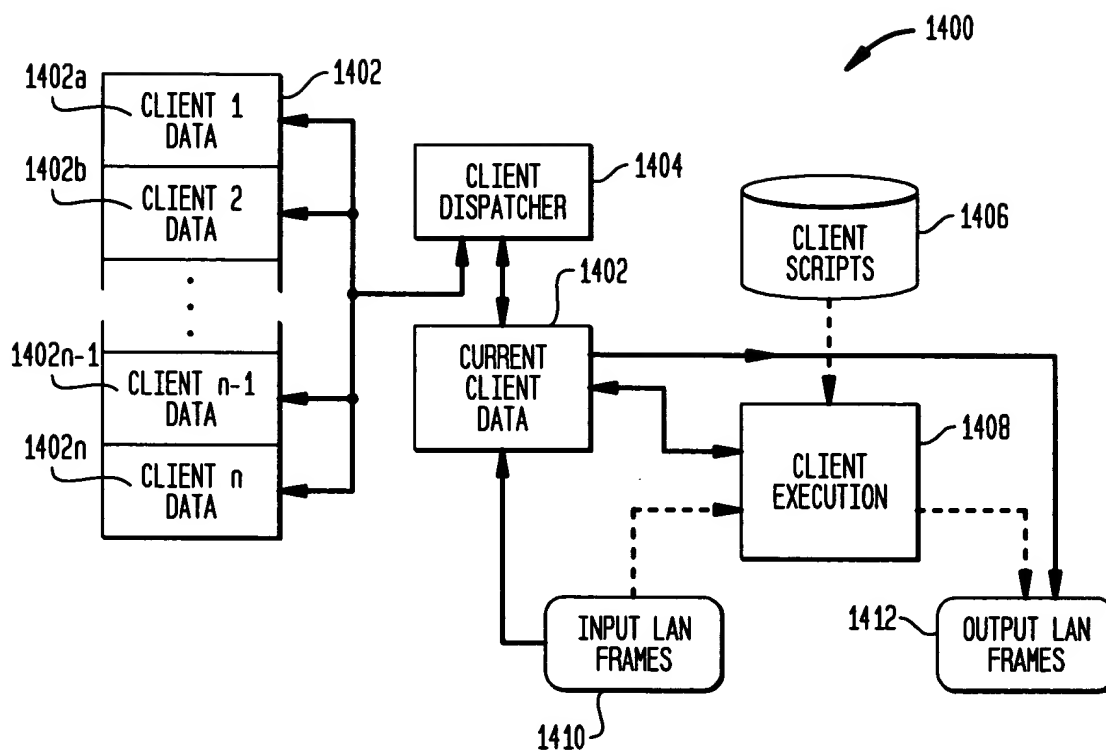 1400
1402a
1402
CLIENT 1
DATA
1402b
CLIENT 2
DATA
1402n-1
CLIENT n-1
DATA
1402n
CLIENT n
DATA
CLIENT
DISPATCHER
1404
1402
CURRENT
CLIENT
DATA
CLIENT
SCRIPTS
1406
CLIENT
EXECUTION
1408
INPUT LAN
FRAMES
1410
1412
OUTPUT LAN
FRAMES